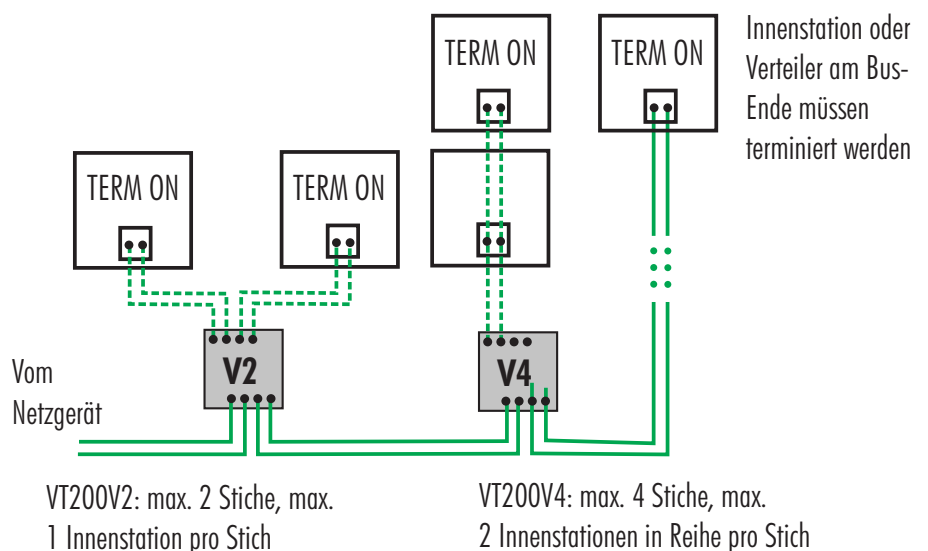 TERM ON
TERM ON
Innenstation oder
Verteiler am Bus-
Ende müssen
terminiert werden
TERM ON
TERM ON
V2
V4
Vom
Netzgerät
VT200V2: max. 2 Stiche, max.
1 Innenstation pro Stich
VT200V4: max. 4 Stiche, max.
2 Innenstationen in Reihe pro Stich